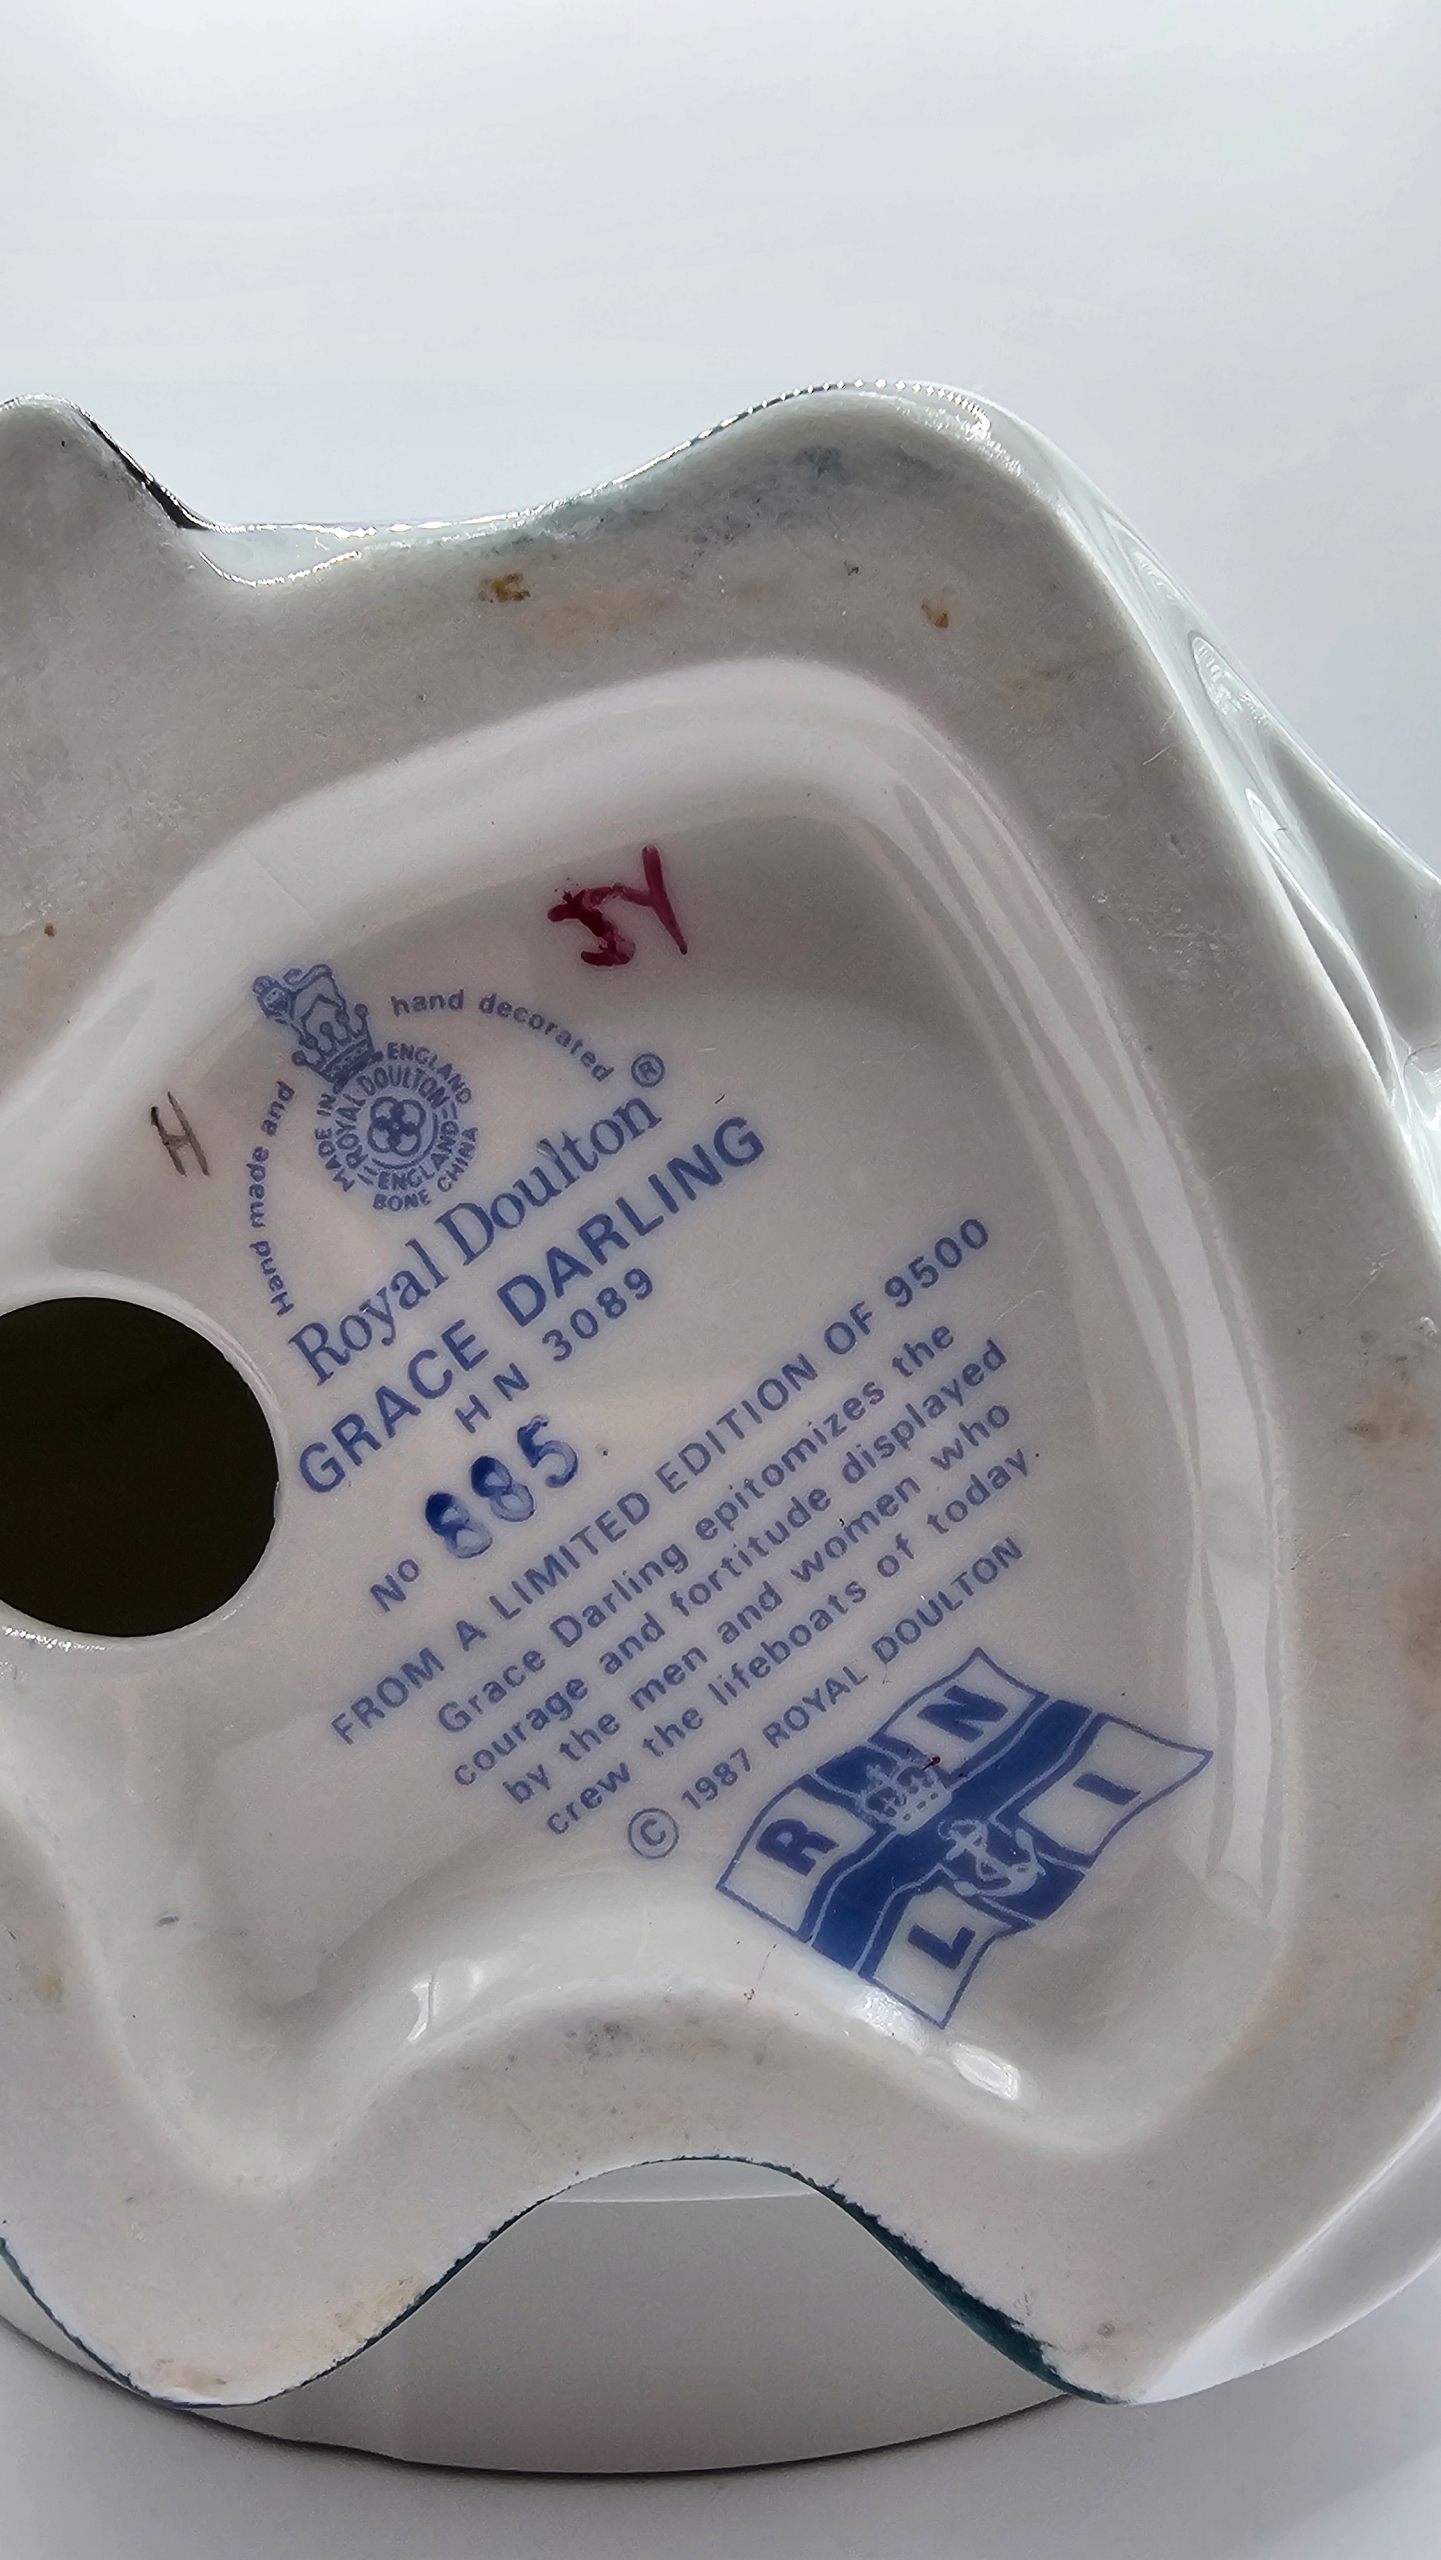 JY
H
Hand made and hand decorated
MADE IN ENGLAND
ROYAL DOULTON
ENGLAND
BONE CHINA
Royal Doulton ®
GRACE DARLING
HN 3089
No 885
FROM A LIMITED EDITION OF 9500
Grace Darling epitomizes the
courage and fortitude displayed
by the men and women who
crew the lifeboats of today.
© 1987 ROYAL DOULTON
R N
L I